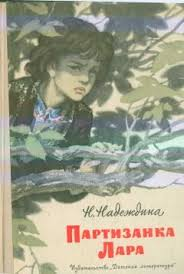 Н. Надеждина
ПАРТИЗАНКА
ЛАРА
Издательство „Детская литература"